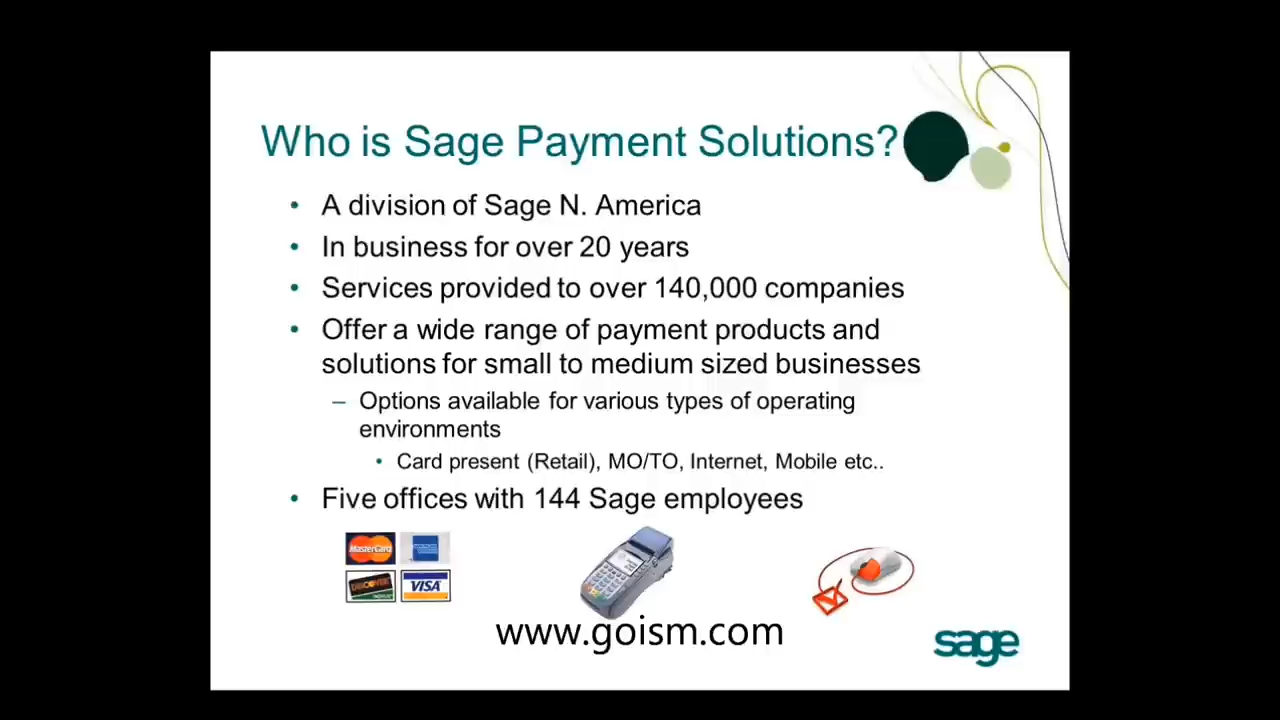 Who is Sage Payment Solutions?
• A division of Sage N. America
• In business for over 20 years
• Services provided to over 140,000 companies
• Offer a wide range of payment products and
solutions for small to medium sized businesses
– Options available for various types of operating
environments
• Card present (Retail), MO/TO, Internet, Mobile etc..
• Five offices with 144 Sage employees
MasterCard
DISCOVER
VISA
www.goism.com
sage